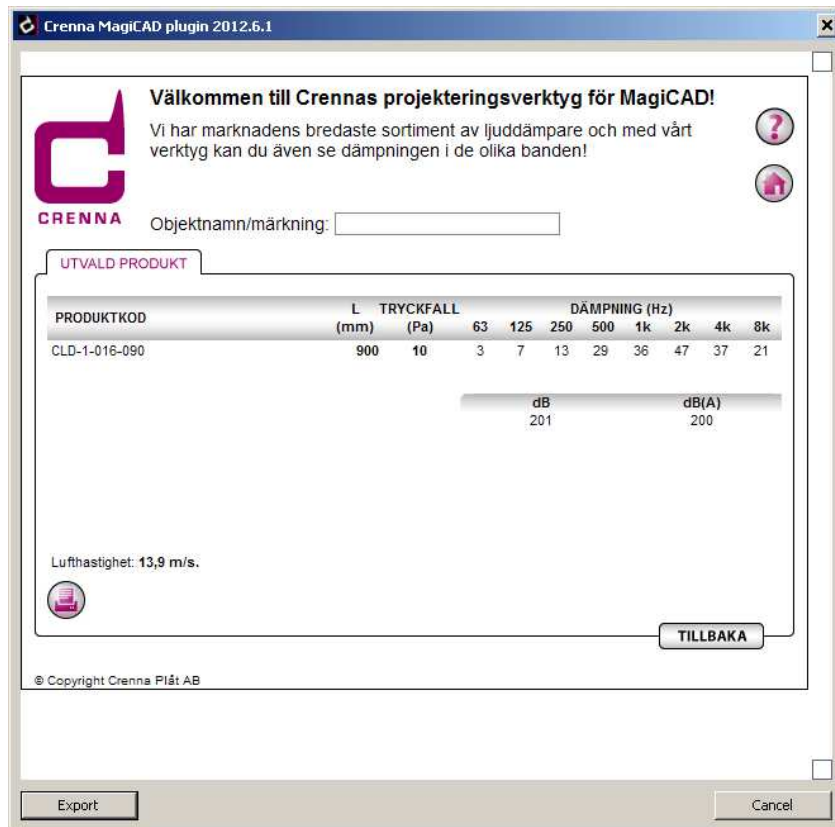 Crenna MagiCAD plugin 2012.6.1
Välkommen till Crennas projekteringsverktyg för MagiCAD!
Vi har marknadens bredaste sortiment av ljuddämpare och med vårt
verktyg kan du även se dämpningen i de olika banden!
?
CRENNA
Objektnamn/märkning:
UTVALD PRODUKT
PRODUKTKOD L TRYCKFALL DÄMPNING (Hz)
(mm) (Pa) 63 125 250 500 1k 2k 4k 8k
CLD-1-016-090 900 10 3 7 13 29 36 47 37 21
dB dB(A)
201 200
Lufthastighet: 13,9 m/s.
TILLBAKA
© Copyright Crenna Plåt AB
Export Cancel